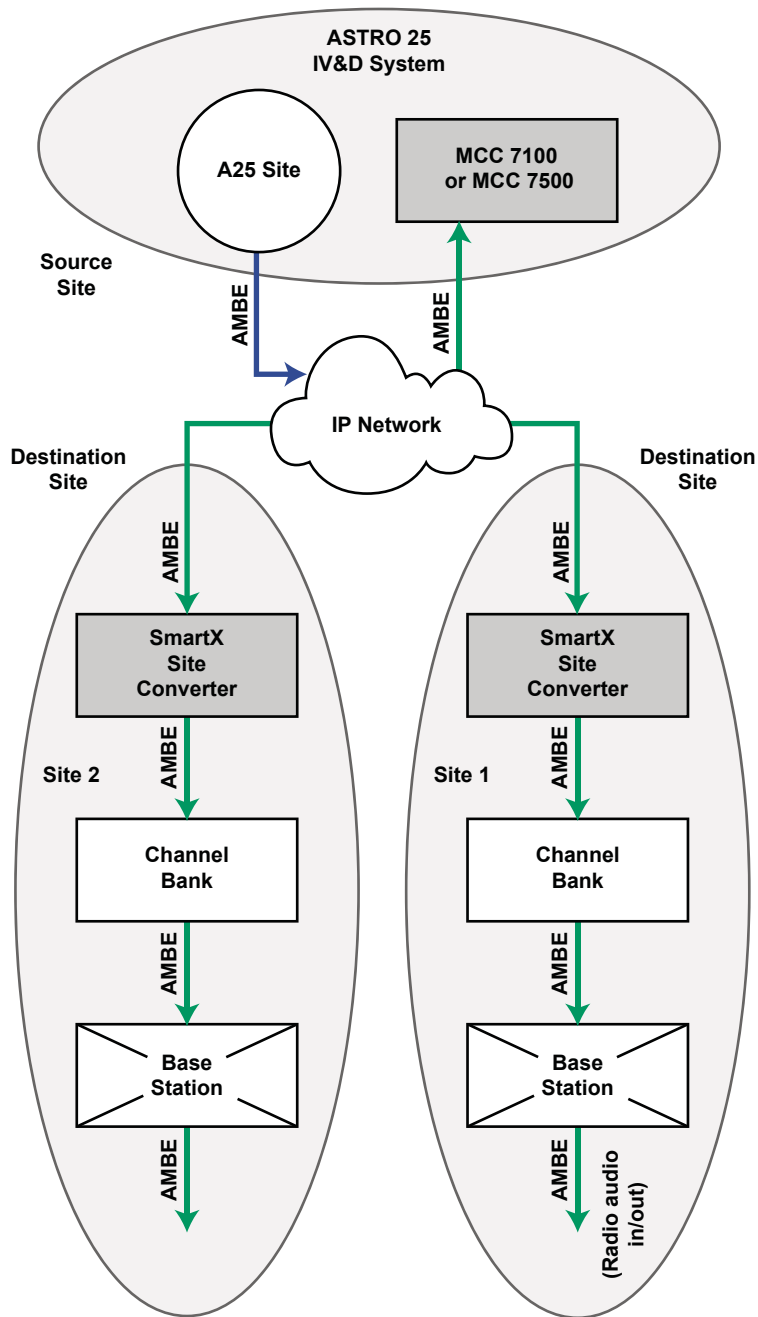 ASTRO 25
IV&D System
A25 Site
MCC 7100
or MCC 7500
Source
Site
AMBE
AMBE
IP Network
Destination
Site
Destination
Site
AMBE
AMBE
SmartX
Site
Converter
SmartX
Site
Converter
Site 2
AMBE
Site 1
AMBE
Channel
Bank
Channel
Bank
AMBE
AMBE
Base
Station
Base
Station
AMBE
AMBE
(Radio audio
in/out)